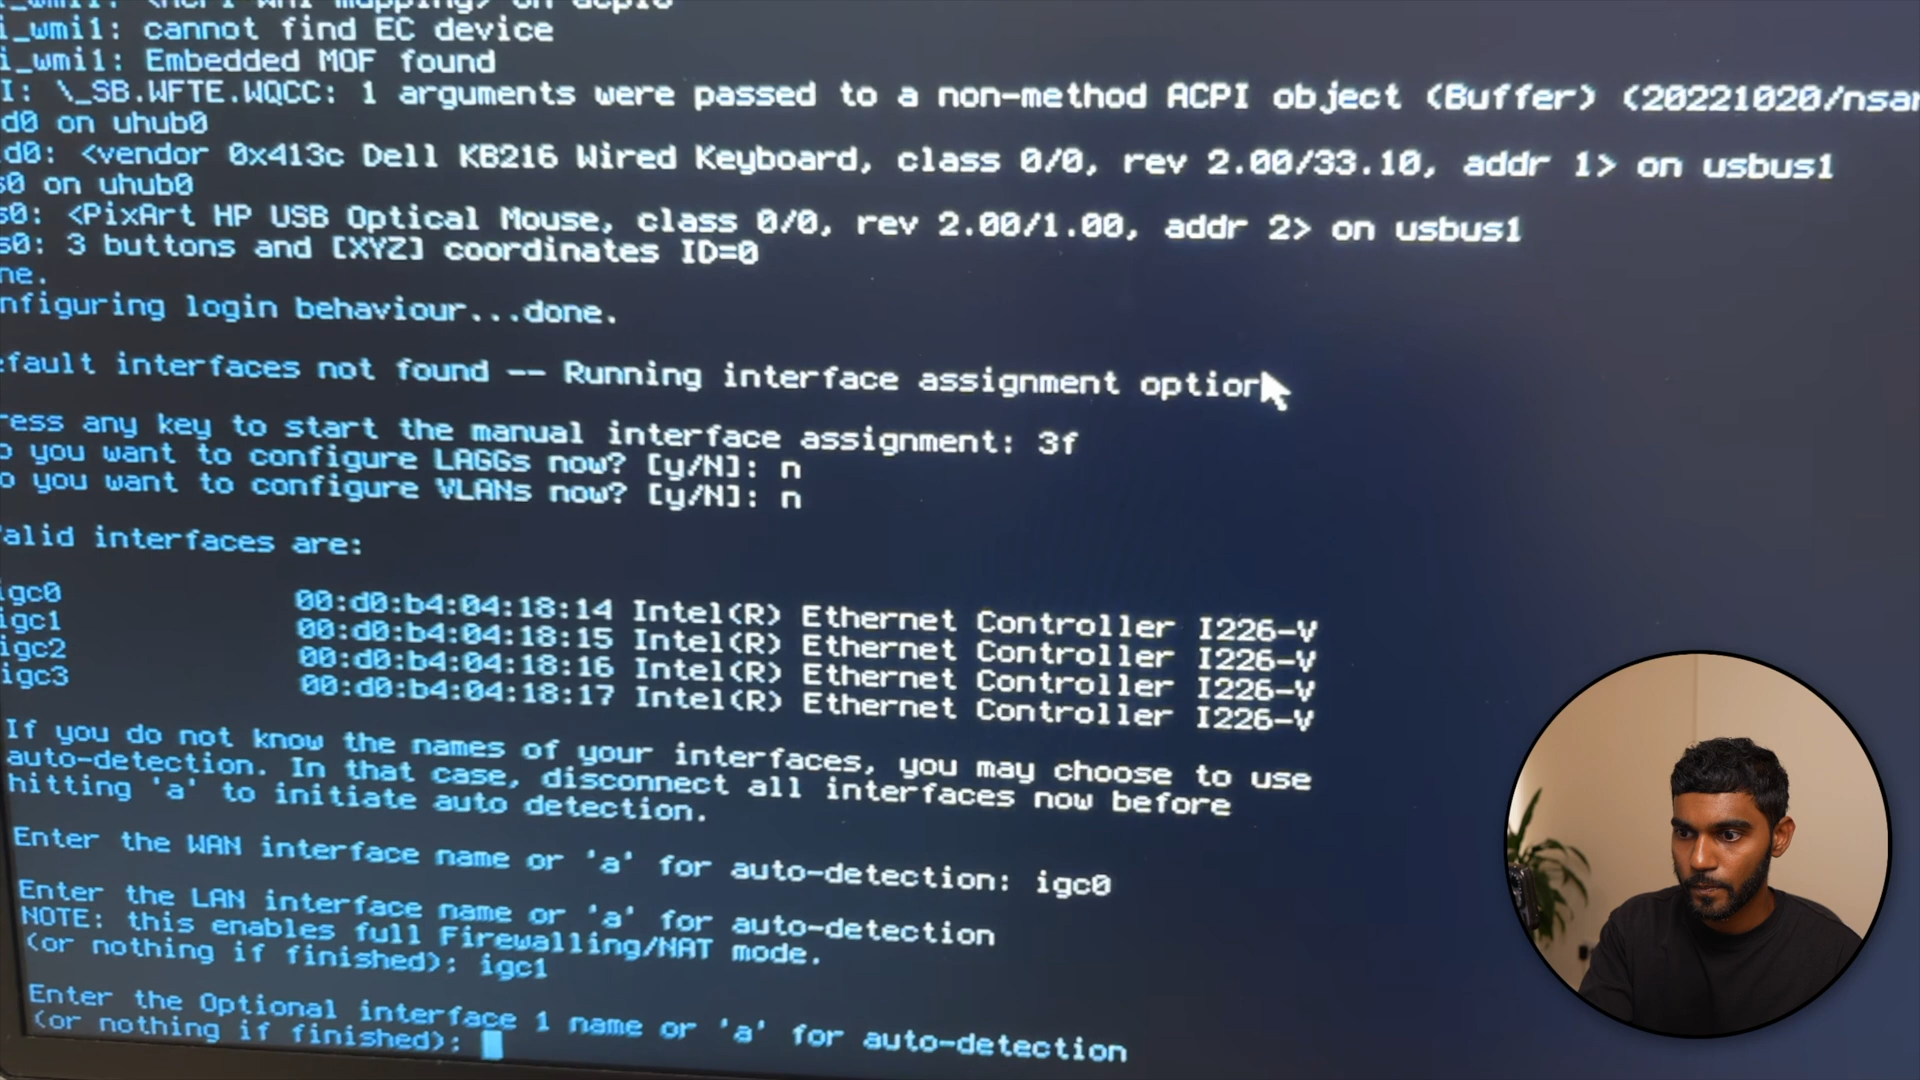 cannot find EC device
i_wmi1: Embedded MOF found
I: \_SB.WFTE.WQCC: 1 arguments were passed to a non-method ACPI object (Buffer) (20221020/nsar
d0 on uhub0
d0: <vendor 0x413c Dell KB216 Wired Keyboard, class 0/0, rev 2.00/33.10, addr 1> on usbus1
s0 on uhub0
s0: <PixArt HP USB Optical Mouse, class 0/0, rev 2.00/1.00, addr 2> on usbus1
s0: 3 buttons and [XYZ] coordinates ID=0
ne.
nfiguring login behaviour...done.
efault interfaces not found -- Running interface assignment option
ress any key to start the manual interface assignment: 3f
o you want to configure LAGGs now? [y/N]: n
o you want to configure VLANs now? [y/N]: n
alid interfaces are:
igc0 00:d0:b4:04:18:14 Intel(R) Ethernet Controller I226-V
igc1 00:d0:b4:04:18:15 Intel(R) Ethernet Controller I226-V
igc2 00:d0:b4:04:18:16 Intel(R) Ethernet Controller I226-V
igc3 00:d0:b4:04:18:17 Intel(R) Ethernet Controller I226-V
If you do not know the names of your interfaces, you may choose to use
auto-detection. In that case, disconnect all interfaces now before
hitting 'a' to initiate auto detection.
Enter the WAN interface name or 'a' for auto-detection: igc0
Enter the LAN interface name or 'a' for auto-detection
NOTE: this enables full Firewalling/NAT mode.
(or nothing if finished): igc1
Enter the Optional interface 1 name or 'a' for auto-detection
(or nothing if finished):